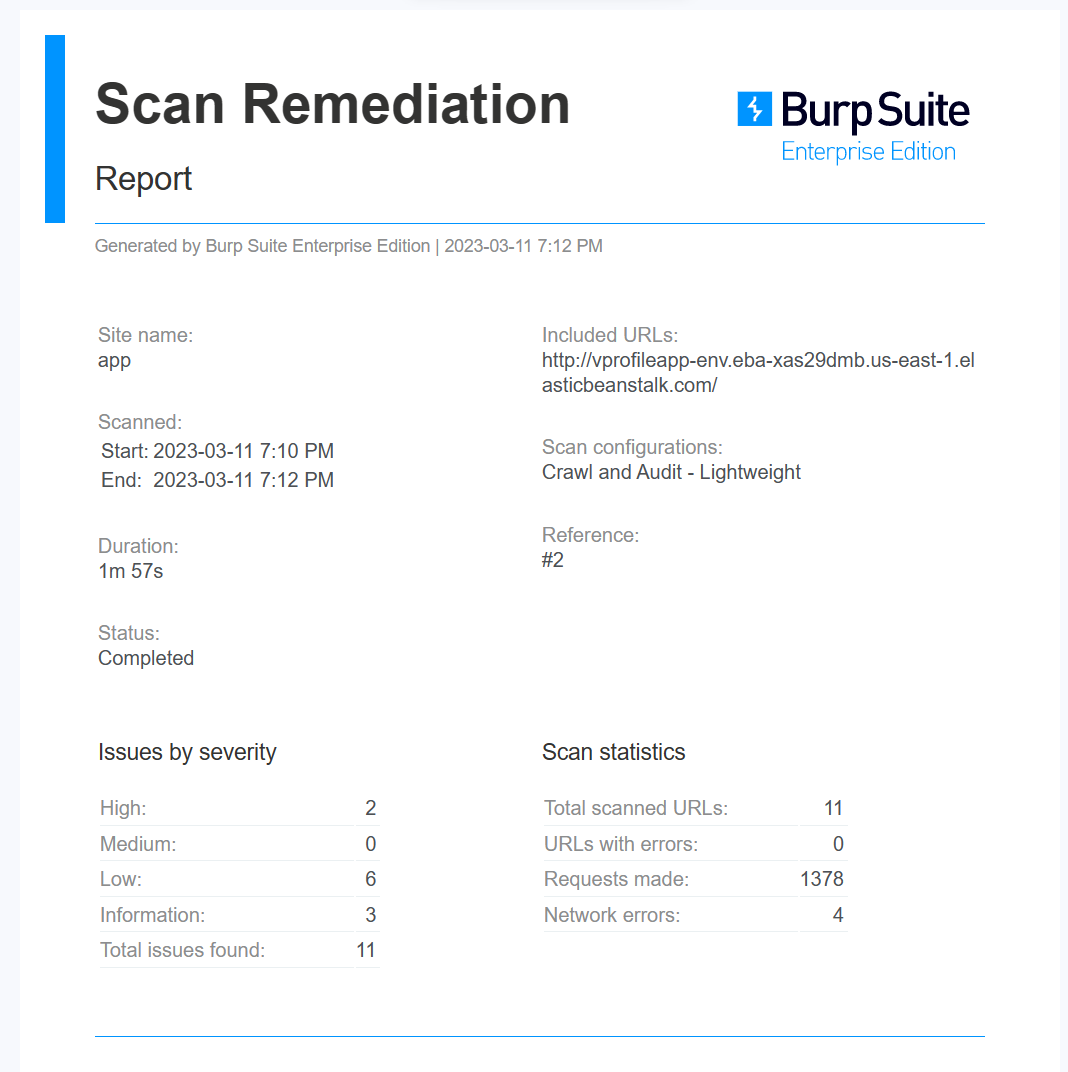 Scan Remediation
BurpSuite
Enterprise Edition
Report
Generated by Burp Suite Enterprise Edition | 2023-03-11 7:12 PM
Site name:
app
Scanned:
Start: 2023-03-11 7:10 PM
End: 2023-03-11 7:12 PM
Duration:
1m 57s
Status:
Completed
Included URLs:
http://vprofileapp-env.eba-xas29dmb.us-east-1.el
asticbeanstalk.com/
Scan configurations:
Crawl and Audit - Lightweight
Reference:
#2
Issues by severity
High: 2
Medium: 0
Low: 6
Information: 3
Total issues found: 11
Scan statistics
Total scanned URLs: 11
URLs with errors: 0
Requests made: 1378
Network errors: 4